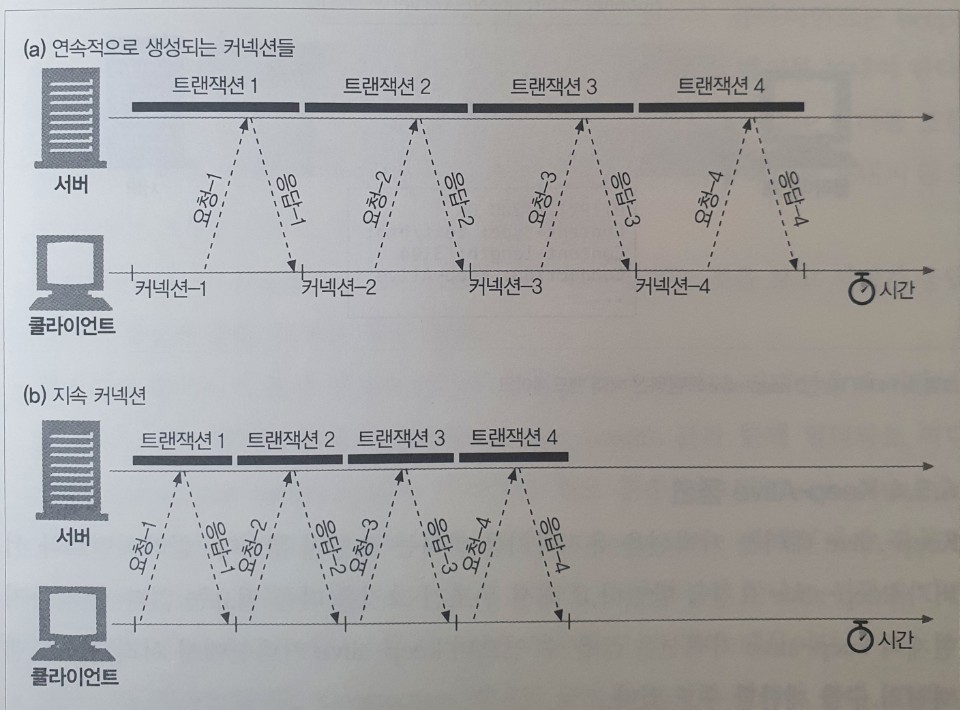 (a) 연속적으로 생성되는 커넥션들
트랜잭션 1 트랜잭션 2 트랜잭션 3 트랜잭션 4
서버
요청-1 응답-1 요청-2 응답-2 요청-3 응답-3 요청-4 응답-4
커넥션-1 커넥션-2 커넥션-3 커넥션-4 시간
클라이언트
(b) 지속 커넥션
트랜잭션 1 트랜잭션 2 트랜잭션 3 트랜잭션 4
서버
요청-1 응답-1 요청-2 응답-2 요청-3 응답-3 요청-4 응답-4
시간
클라이언트